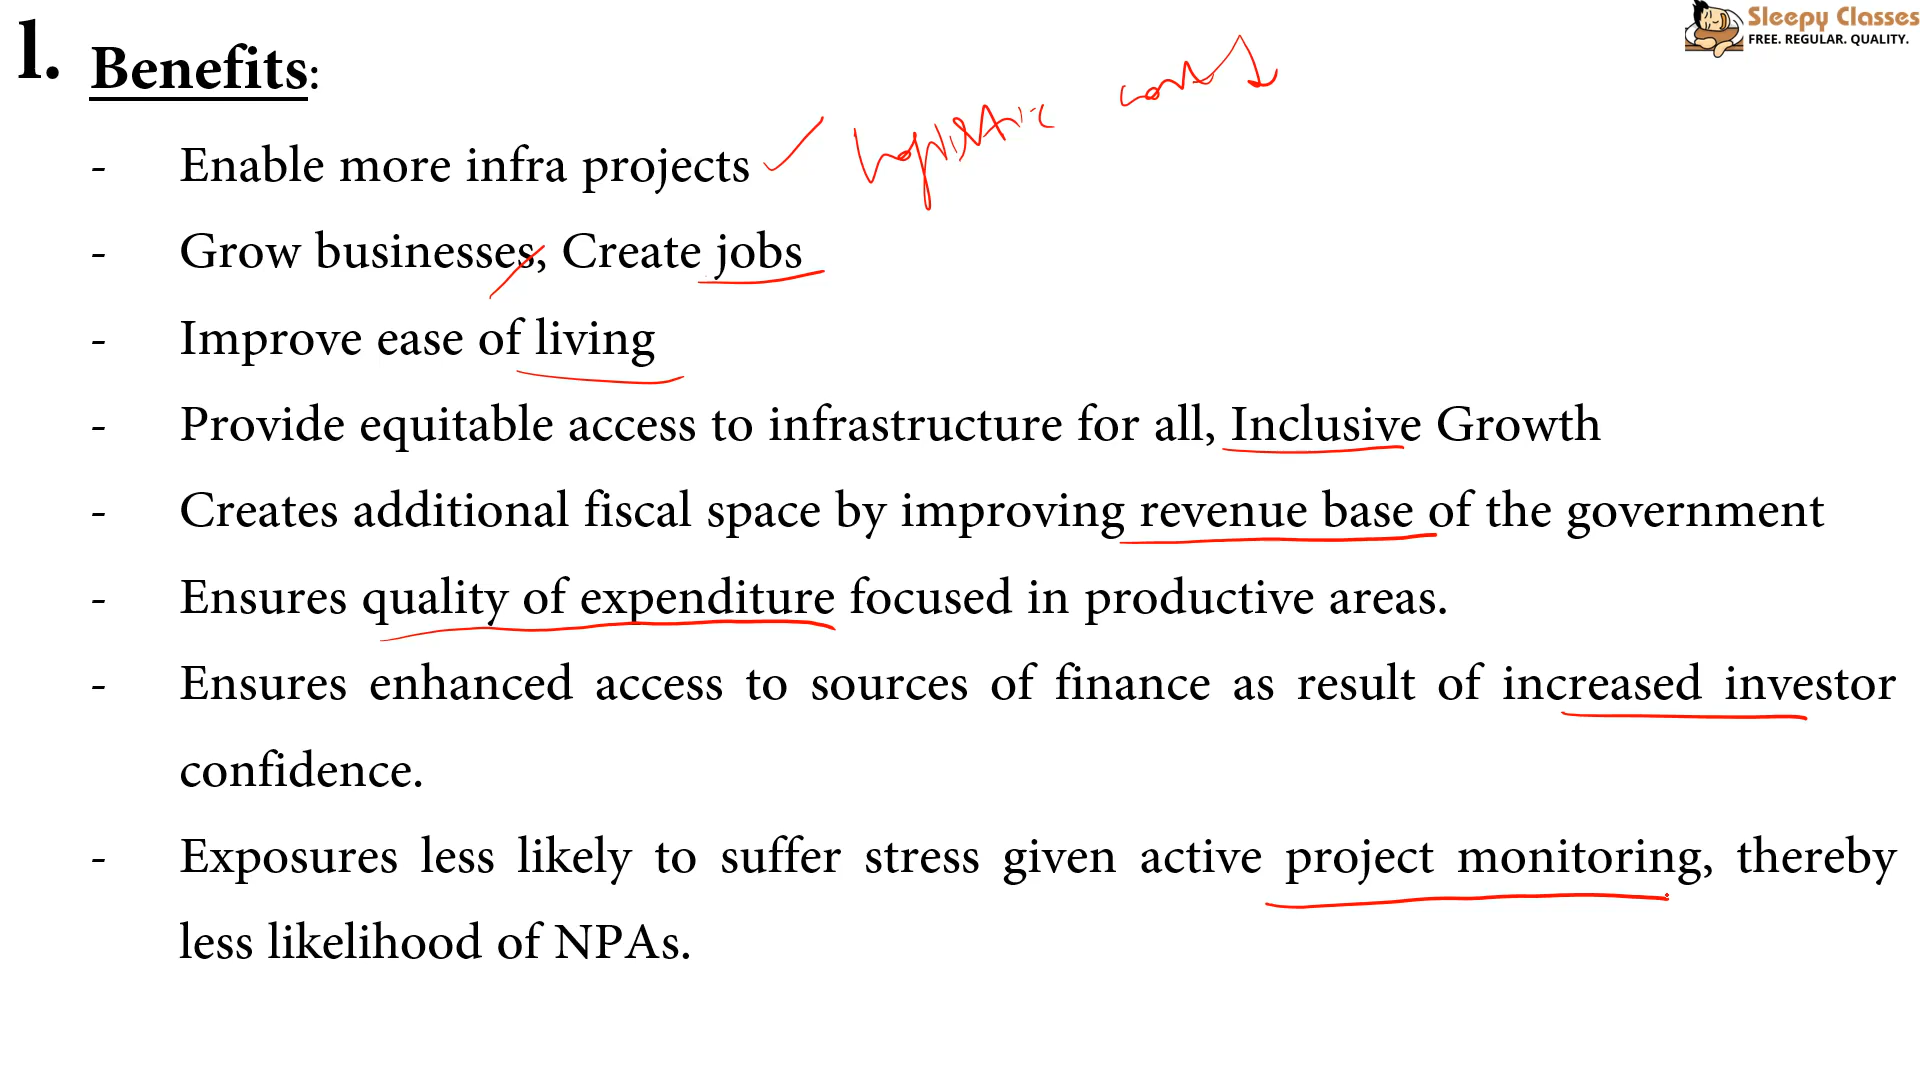 Sleepy Classes
FREE. REGULAR. QUALITY.
1. Benefits:
logistic costs ↓
- Enable more infra projects ✓
- Grow businesses, Create jobs
- Improve ease of living
- Provide equitable access to infrastructure for all, Inclusive Growth
- Creates additional fiscal space by improving revenue base of the government
- Ensures quality of expenditure focused in productive areas.
- Ensures enhanced access to sources of finance as result of increased investor
confidence.
- Exposures less likely to suffer stress given active project monitoring, thereby
less likelihood of NPAs.